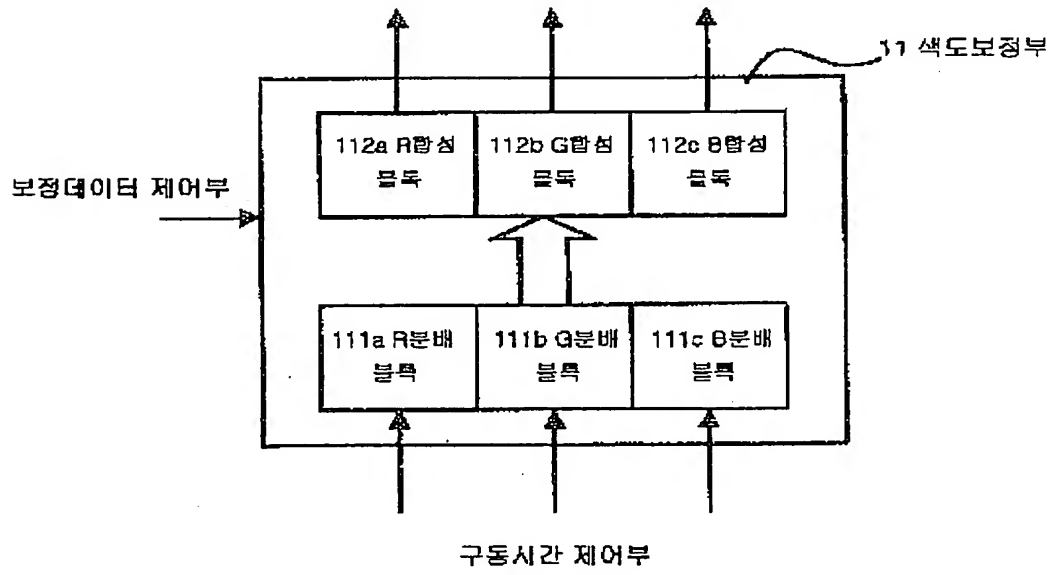 11 색도보정부
112a R합성
블록
112b G합성
블록
112c B합성
블록
보정데이터 제어부
111a R분배
블록
111b G분배
블록
111c B분배
블록
구동시간 제어부